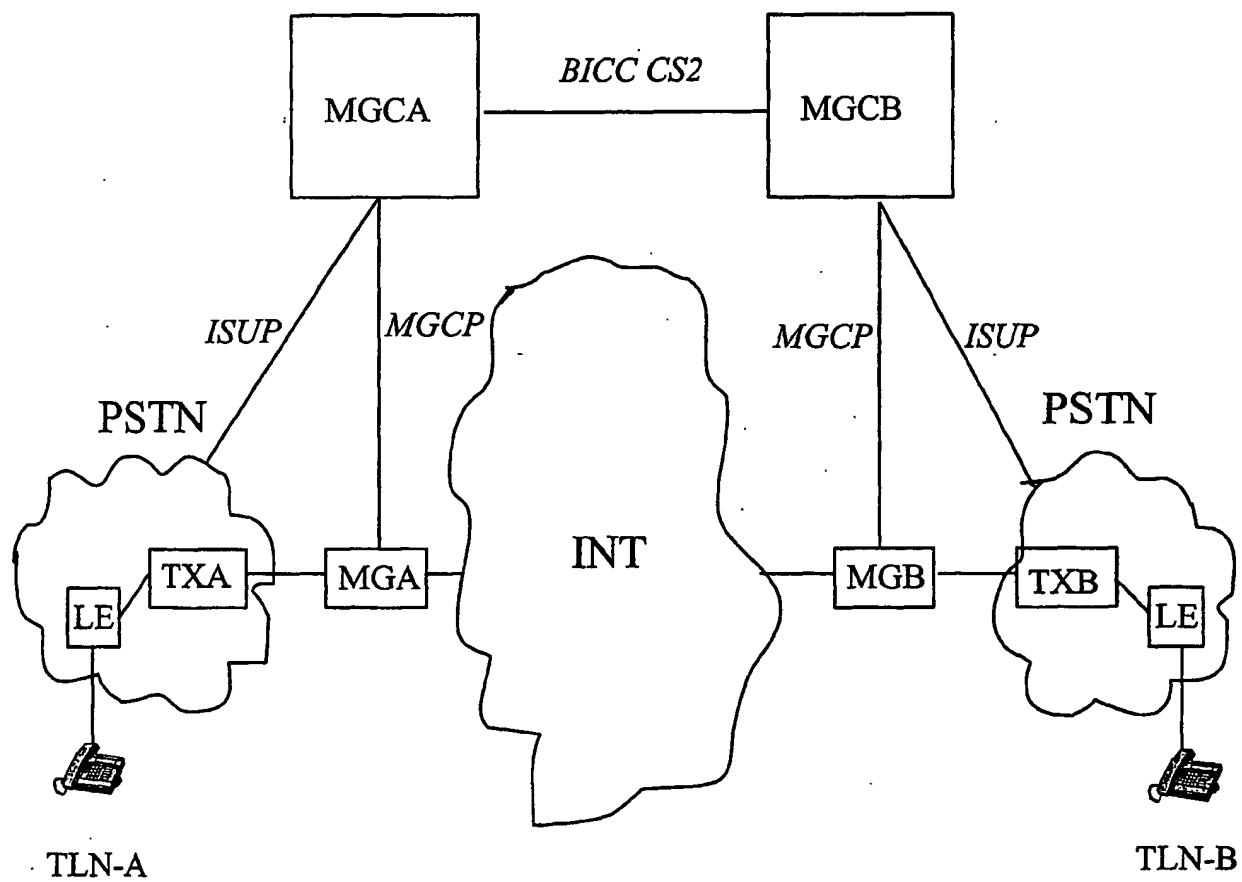 BICC CS2
MGCA
MGCB
ISUP
MGCP
MGCP
ISUP
PSTN
PSTN
INT
TXA
MGA
MGB
TXB
LE
LE
TLN-A
TLN-B